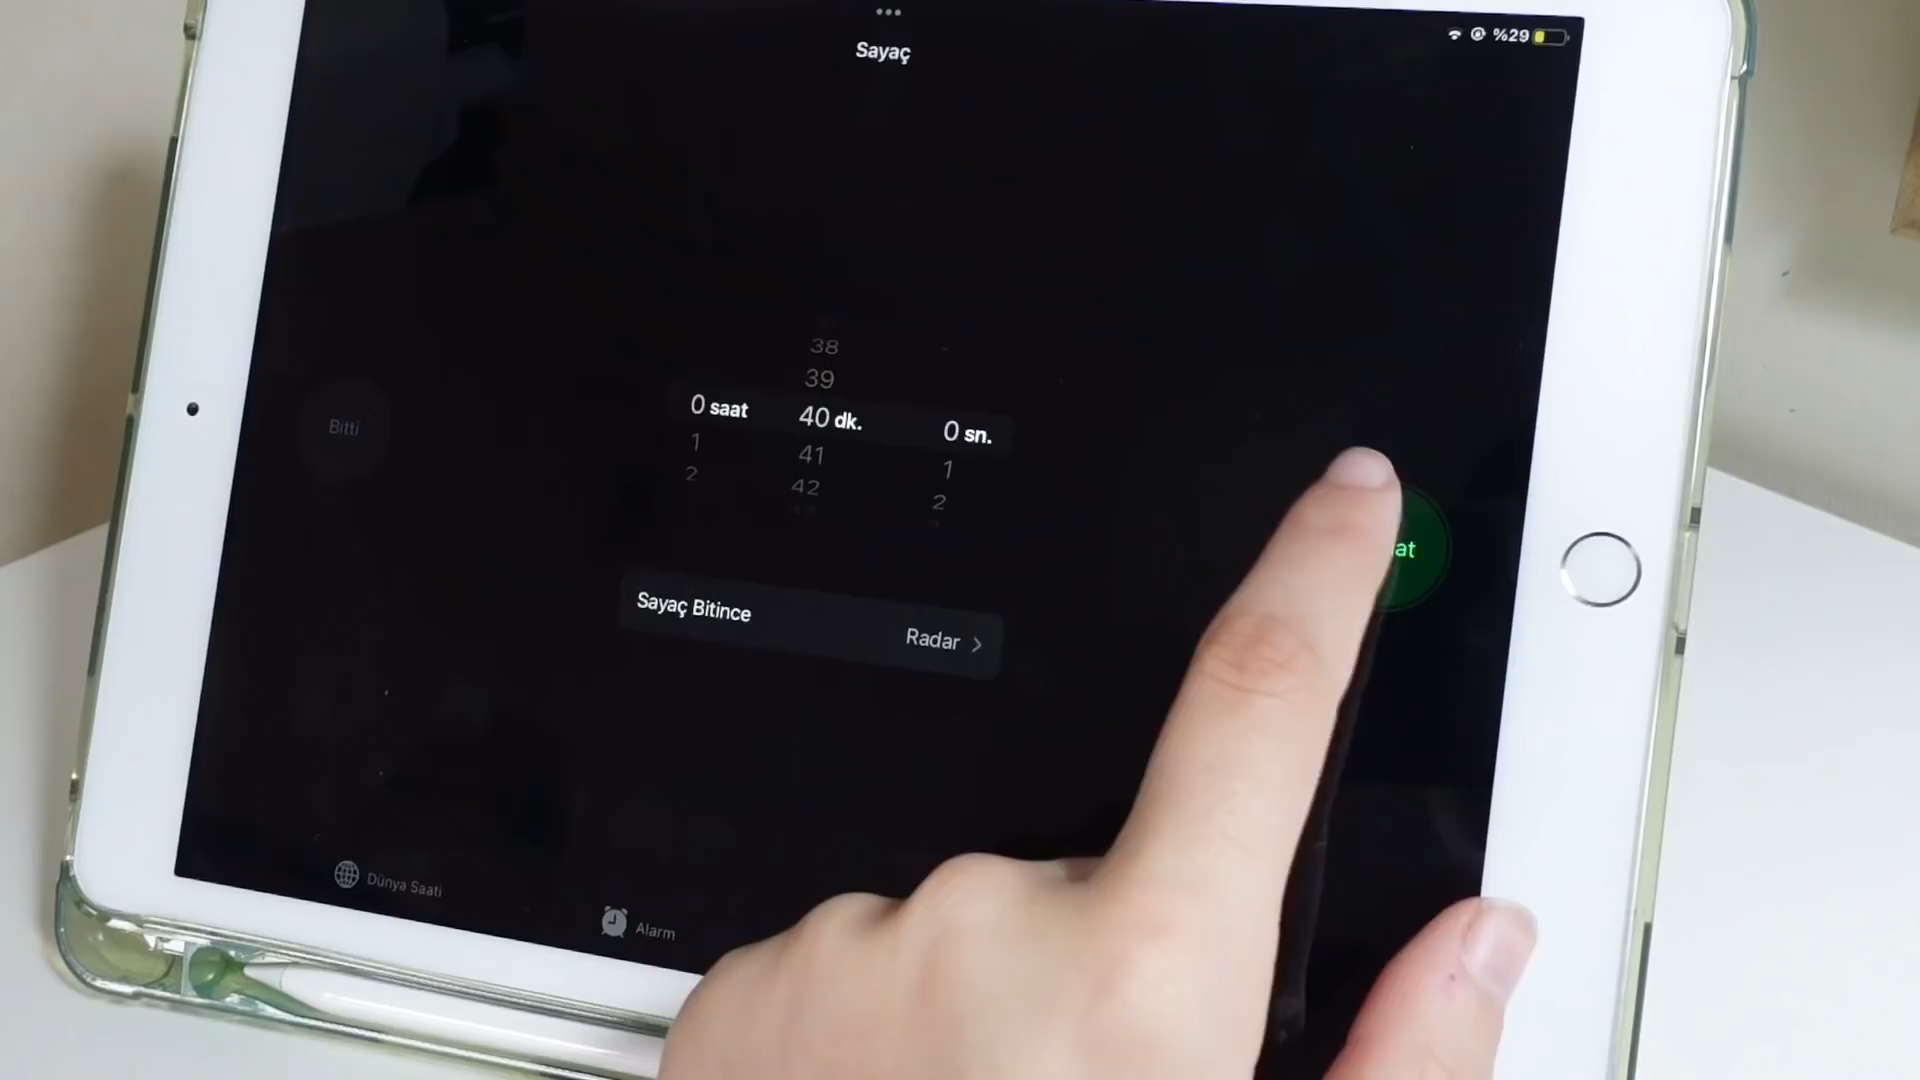 Sayaç
%29
38
39
0 saat 40 dk. 0 sn.
1 41 1
2 42 2
Bitti
at
Sayaç Bitince
Radar
Dünya Saati
Alarm